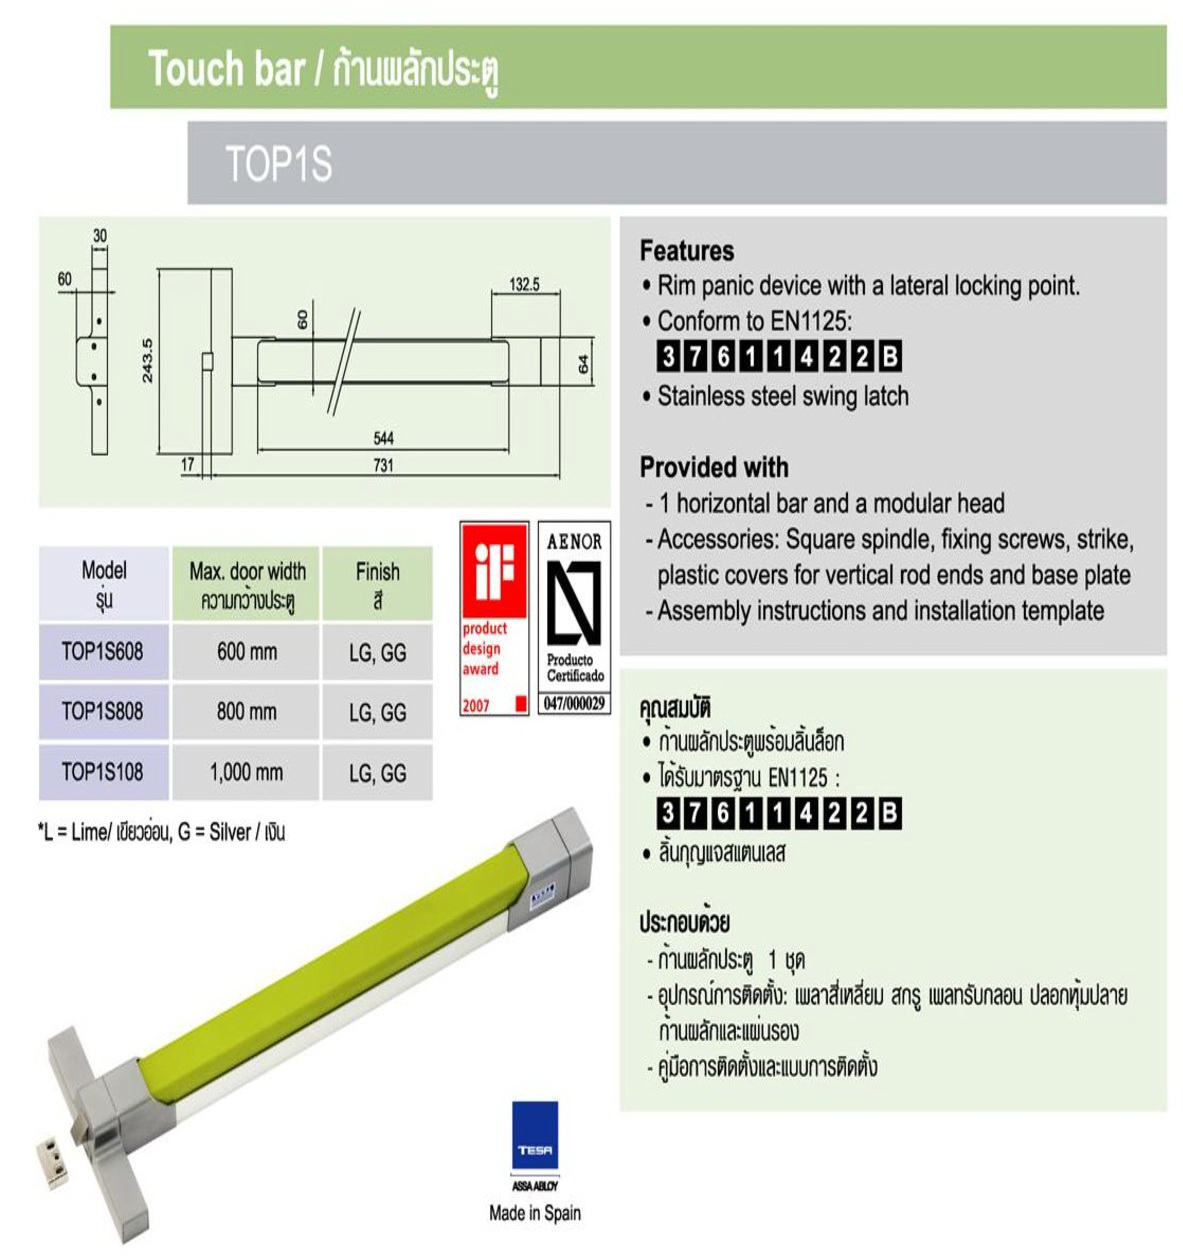 Touch bar / ก้านผลักประตู
TOP1S
30
60
243.5
17
60
132.5
64
544
731
Features
• Rim panic device with a lateral locking point.
• Conform to EN1125:
3 7 6 1 1 4 2 2 B
• Stainless steel swing latch
Provided with
- 1 horizontal bar and a modular head
- Accessories: Square spindle, fixing screws, strike,
plastic covers for vertical rod ends and base plate
- Assembly instructions and installation template
Model Max. door width Finish
รุ่น ความกว้างประตู สี
TOP1S608 600 mm LG, GG
TOP1S808 800 mm LG, GG
TOP1S108 1,000 mm LG, GG
*L = Lime/ เขียวอ่อน, G = Silver / เงิน
iF
product
design
award
2007
AENOR
N
Producto
Certificado
047/000029
คุณสมบัติ
• ก้านผลักประตูพร้อมลิ้นล็อก
• ได้รับมาตรฐาน EN1125 :
3 7 6 1 1 4 2 2 B
• ลิ้นกุญแจสแตนเลส
ประกอบด้วย
- ก้านผลักประตู 1 ชุด
- อุปกรณ์การติดตั้ง: เพลาสี่เหลี่ยม สกรู เพลทรับกลอน ปลอกหุ้มปลาย
ก้านผลักและแผ่นรอง
- คู่มือการติดตั้งและแบบการติดตั้ง
TESA
ASSA ABLOY
Made in Spain